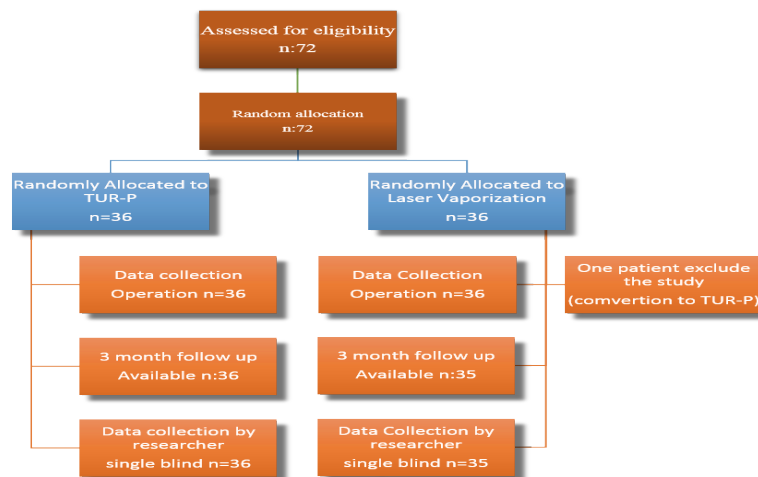 Assessed for eligibility
n:72
Random allocation
n:72
Randomly Allocated to
TUR-P
n=36
Randomly Allocated to
Laser Vaporization
n=36
Data collection
Operation n=36
Data Collection
Operation n=36
One patient exclude
the study
(comvertion to TUR-P)
3 month follow up
Available n:36
3 month follow up
Available n:35
Data collection by
researcher
single blind n=36
Data Collection by
researcher
single blind n=35